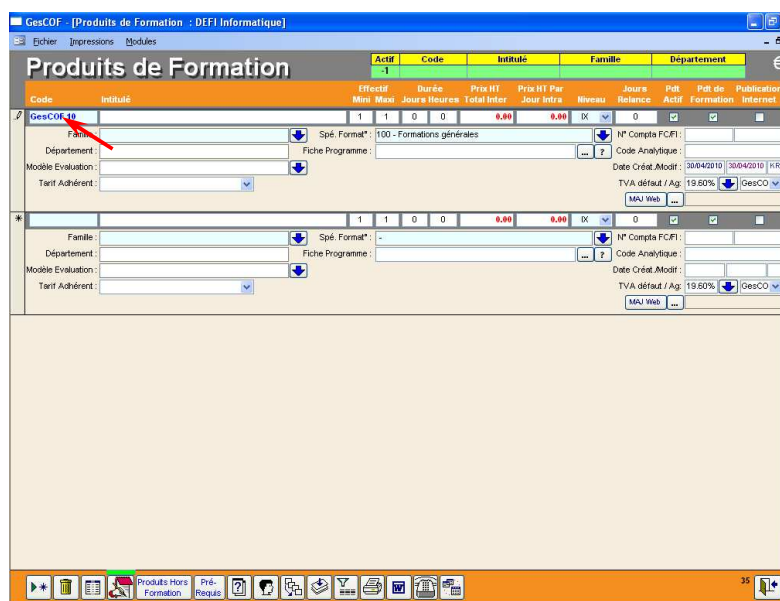 GesCOF - [Produits de Formation : DEFI Informatique]
Fichier Impressions Modules
Produits de Formation
Actif Code Intitulé Famille Département
-1
Effectif Durée Prix HT Prix HT Par Jours Pdt Pdt de Publication
Code Intitulé Mini Maxi Jours Heures Total Inter Jour Intra Niveau Relance Actif Formation Internet
GesCOF 10 1 1 0 0 0.00 0.00 IX 0
Famille : Spé. Format° : 100 - Formations générales N° Compta FC/FI :
Département : Fiche Programme : ... ? Code Analytique :
Modèle Evaluation : Date Créat./Modif : 30/04/2010 30/04/2010 KR
Tarif Adhérent : TVA défaut / Ag: 19.60% GesCO
MAJ Web ...
* 1 1 0 0 0.00 0.00 IX 0
Famille : Spé. Format° : - N° Compta FC/FI :
Département : Fiche Programme : ... ? Code Analytique :
Modèle Evaluation : Date Créat./Modif :
Tarif Adhérent : TVA défaut / Ag: 19.60% GesCO
MAJ Web ...
Produits Hors Formation Pré-Requis ? W 35